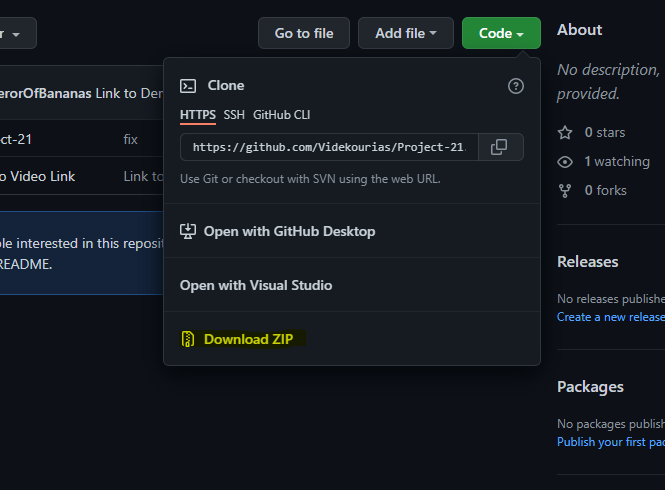 r
Go to file
Add file
Code
About
erorOfBananas Link to Der
No description,
provided.
Clone
HTTPS SSH GitHub CLI
ct-21 fix
0 stars
https://github.com/Videkourias/Project-21.
1 watching
o Video Link Link to
Use Git or checkout with SVN using the web URL.
0 forks
Open with GitHub Desktop
ple interested in this reposit
README.
Releases
Open with Visual Studio
No releases publishe
Create a new release
Download ZIP
Packages
No packages publish
Publish your first pac